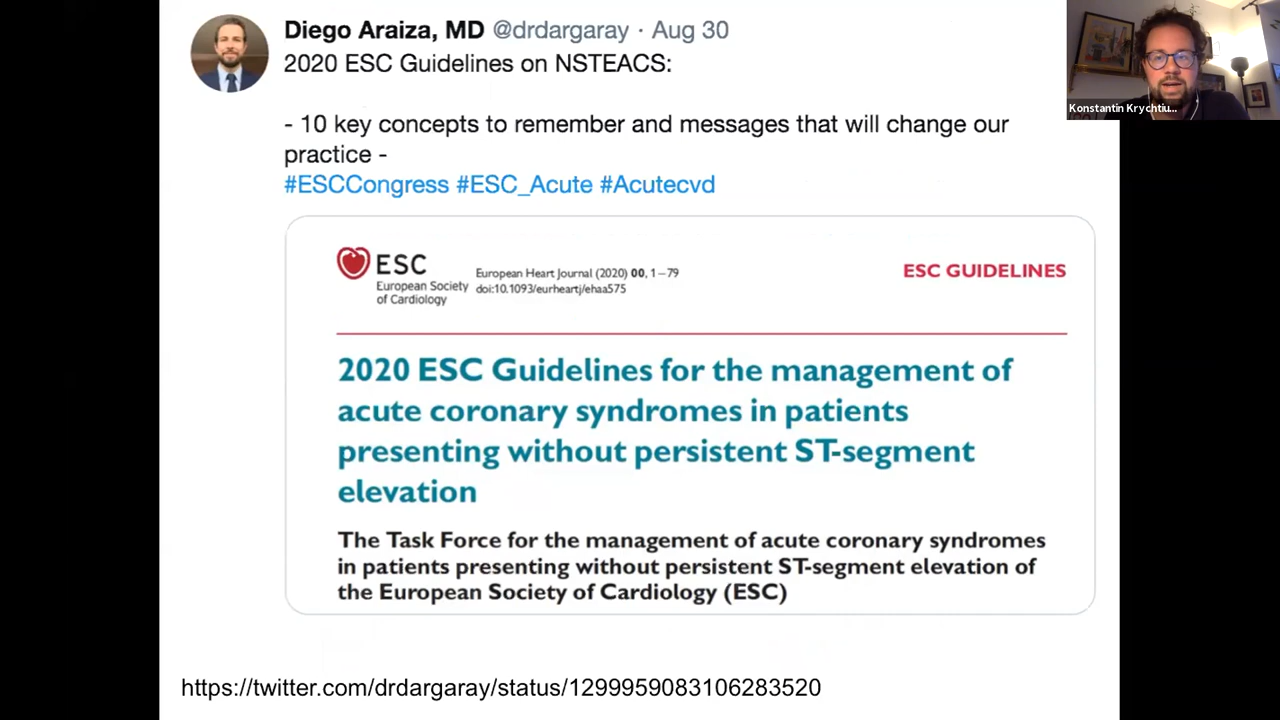 Diego Araiza, MD @drdargaray · Aug 30
2020 ESC Guidelines on NSTEACS:
- 10 key concepts to remember and messages that will change our
practice -
#ESCCongress #ESC_Acute #Acutecvd
ESC
European Society
of Cardiology
European Heart Journal (2020) 00, 1–79
doi:10.1093/eurheartj/ehaa575
ESC GUIDELINES
2020 ESC Guidelines for the management of
acute coronary syndromes in patients
presenting without persistent ST-segment
elevation
The Task Force for the management of acute coronary syndromes
in patients presenting without persistent ST-segment elevation of
the European Society of Cardiology (ESC)
https://twitter.com/drdargaray/status/1299959083106283520
Konstantin Krychtiu...